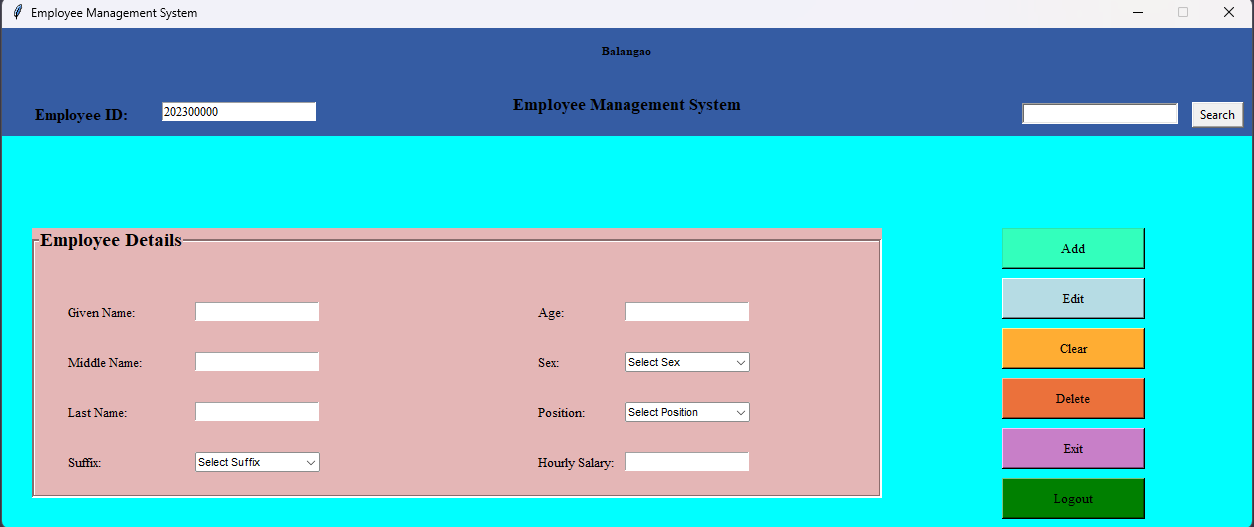 Employee Management System
Balangao
Employee Management System
Employee ID: 202300000
Search
Employee Details
Given Name: Age:
Middle Name: Sex: Select Sex
Last Name: Position: Select Position
Suffix: Select Suffix Hourly Salary:
Add
Edit
Clear
Delete
Exit
Logout